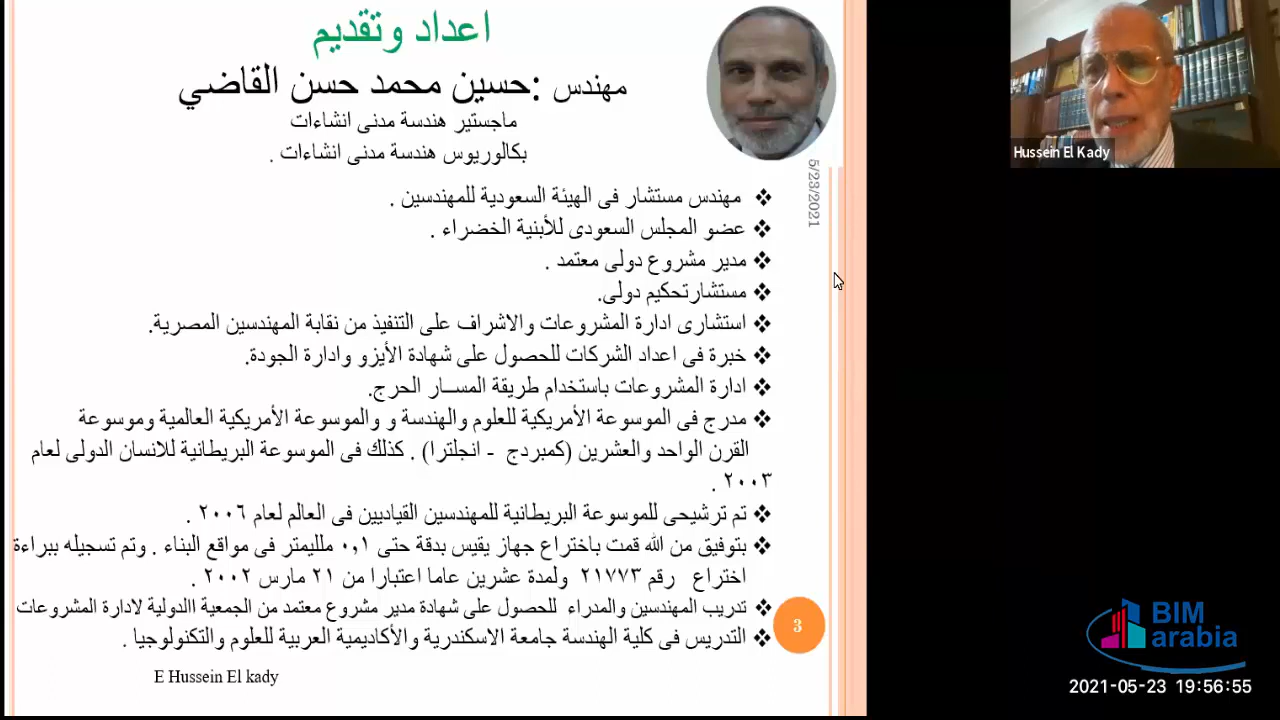 اعداد وتقديم
مهندس :حسين محمد حسن القاضي
ماجستير هندسة مدنى انشاءات
بكالوريوس هندسة مدنى انشاءات .
5/23/2021
❖ مهندس مستشار فى الهيئة السعودية للمهندسين .
❖ عضو المجلس السعودى للأبنية الخضراء .
❖ مدير مشروع دولى معتمد .
❖ مستشارتحكيم دولى.
❖ استشارى ادارة المشروعات والاشراف على التنفيذ من نقابة المهندسين المصرية.
❖ خبرة فى اعداد الشركات للحصول على شهادة الأيزو وادارة الجودة.
❖ ادارة المشروعات باستخدام طريقة المســار الحرج.
❖ مدرج فى الموسوعة الأمريكية للعلوم والهندسة و والموسوعة الأمريكية العالمية وموسوعة
القرن الواحد والعشرين (كمبردج - انجلترا) . كذلك فى الموسوعة البريطانية للانسان الدولى لعام
٢٠٠٣ .
❖ تم ترشيحى للموسوعة البريطانية للمهندسين القياديين فى العالم لعام ٢٠٠٦ .
❖ بتوفيق من الله قمت باختراع جهاز يقيس بدقة حتى ٠,١ ملليمتر فى مواقع البناء . وتم تسجيله ببراءة
اختراع رقم ٢١٧٧٣ ولمدة عشرين عاما اعتبارا من ٢١ مارس ٢٠٠٢ .
❖ تدريب المهندسين والمدراء للحصول على شهادة مدير مشروع معتمد من الجمعية االدولية لادارة المشروعات
❖ التدريس فى كلية الهندسة جامعة الاسكندرية والأكاديمية العربية للعلوم والتكنولوجيا .
3
E Hussein El kady
Hussein El Kady
BIM
arabia
2021-05-23 19:56:55